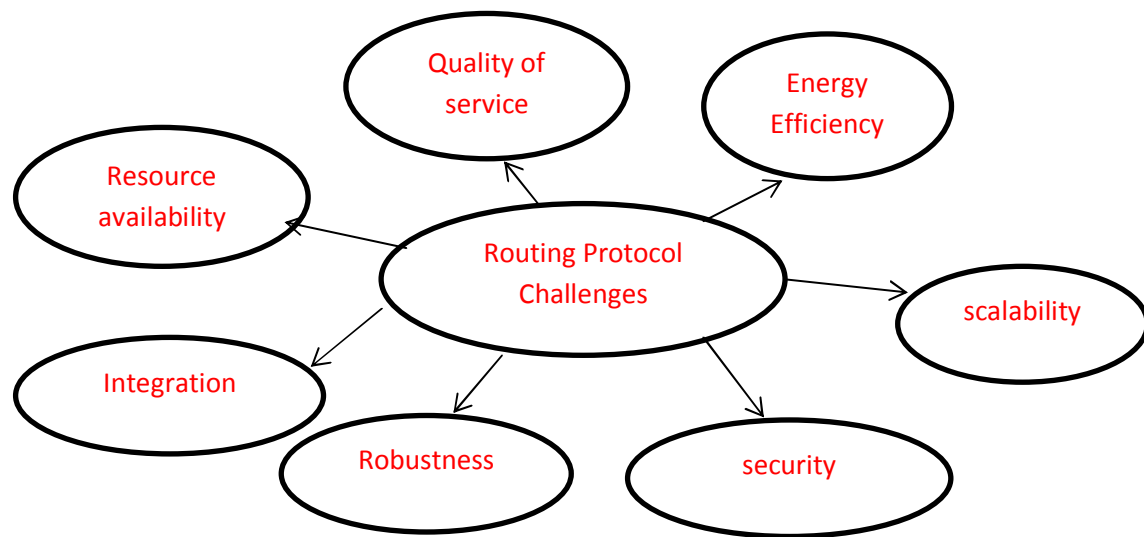 Quality of
service
Energy
Efficiency
Resource
availability
Routing Protocol
Challenges
scalability
Integration
Robustness
security